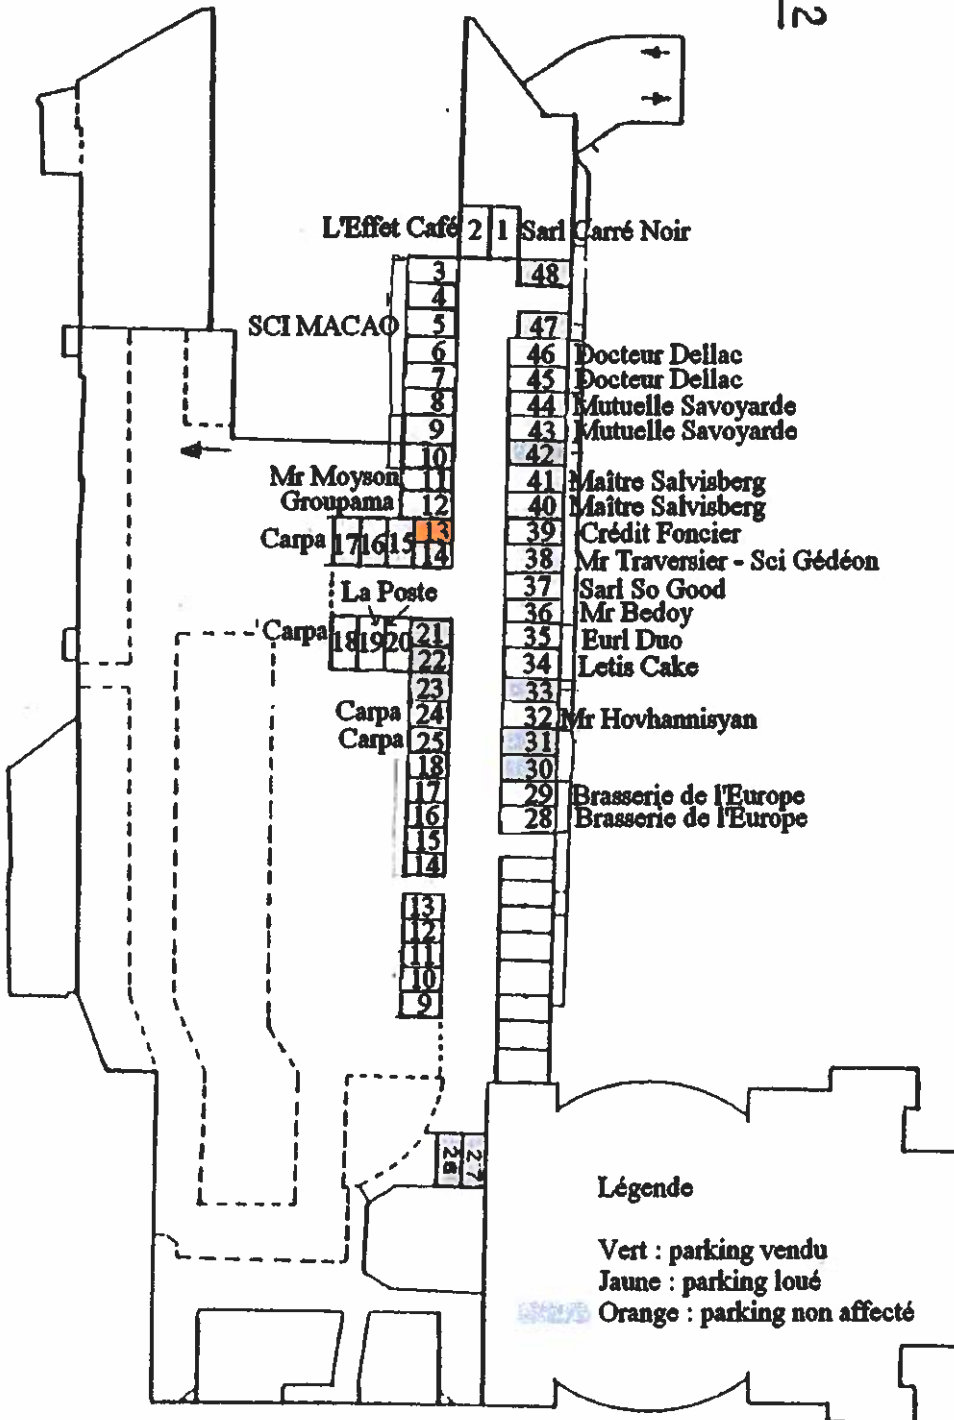 2
L'Effet Café 2 1 Sarl Carré Noir
3 48
4
SCI MACAO 5 47
6 46 Docteur Dellac
7 45 Docteur Dellac
8 44 Mutuelle Savoyarde
9 43 Mutuelle Savoyarde
10 42
Mr Moyson 11 41 Maître Salvisberg
Groupama 12 40 Maître Salvisberg
13 39 Crédit Foncier
Carpa 17 16 15 14 38 Mr Traversier - Sci Gédéon
37 Sarl So Good
La Poste 36 Mr Bedoy
Carpa 18 19 20 21 35 Eurl Duo
22 34 Letis Cake
23 33
Carpa 24 32 Mr Hovhannisyan
Carpa 25 31
18 30
17 29 Brasserie de l'Europe
16 28 Brasserie de l'Europe
15
14
13
12
11
10
9
26 27
Légende
Vert : parking vendu
Jaune : parking loué
Orange : parking non affecté